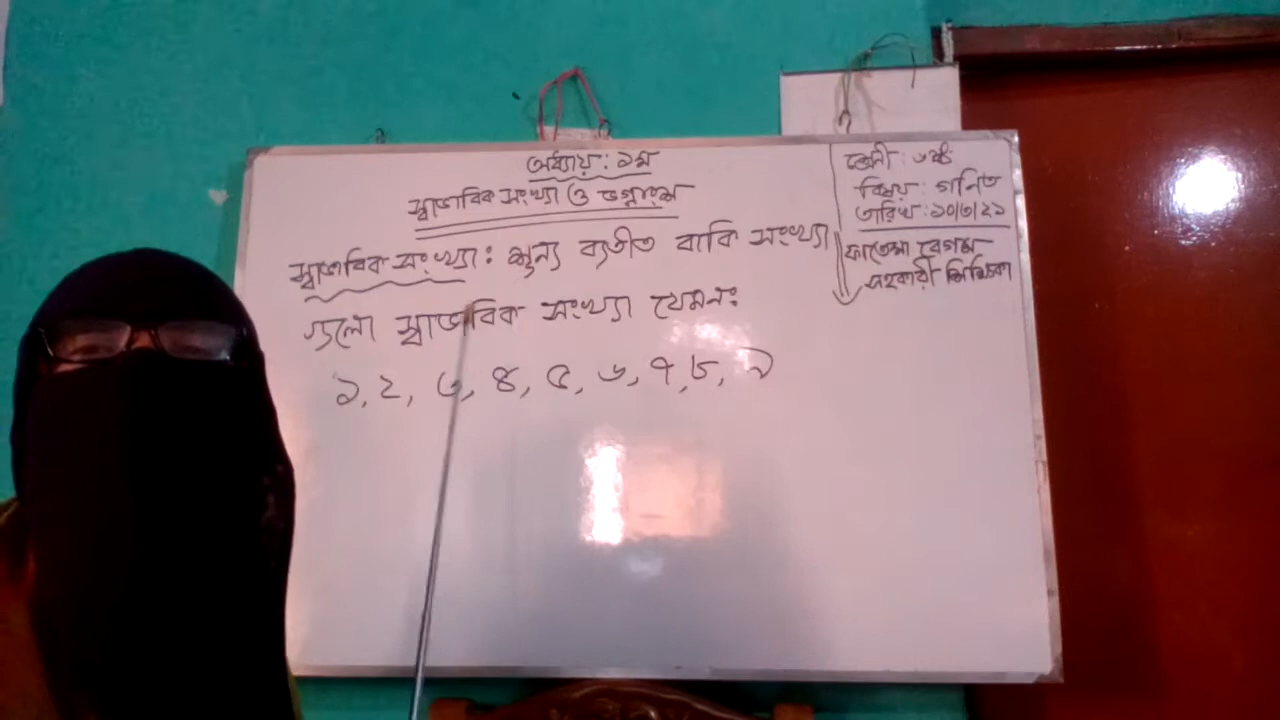 অধ্যায়: ১ম
স্বাভাবিক সংখ্যা ও ভগ্নাংশ
স্বাভাবিক সংখ্যা: শূন্য ব্যতীত বাকি সংখ্যা
গুলো স্বাভাবিক সংখ্যা যেমনঃ
১, ২, ৩, ৪, ৫, ৬, ৭, ৮, ৯
শ্রেনী : ৬ষ্ঠ
বিষয় : গনিত
তারিখ : ১০/৩/২১
ফাতেমা বেগম
সহকারী শিক্ষিকা